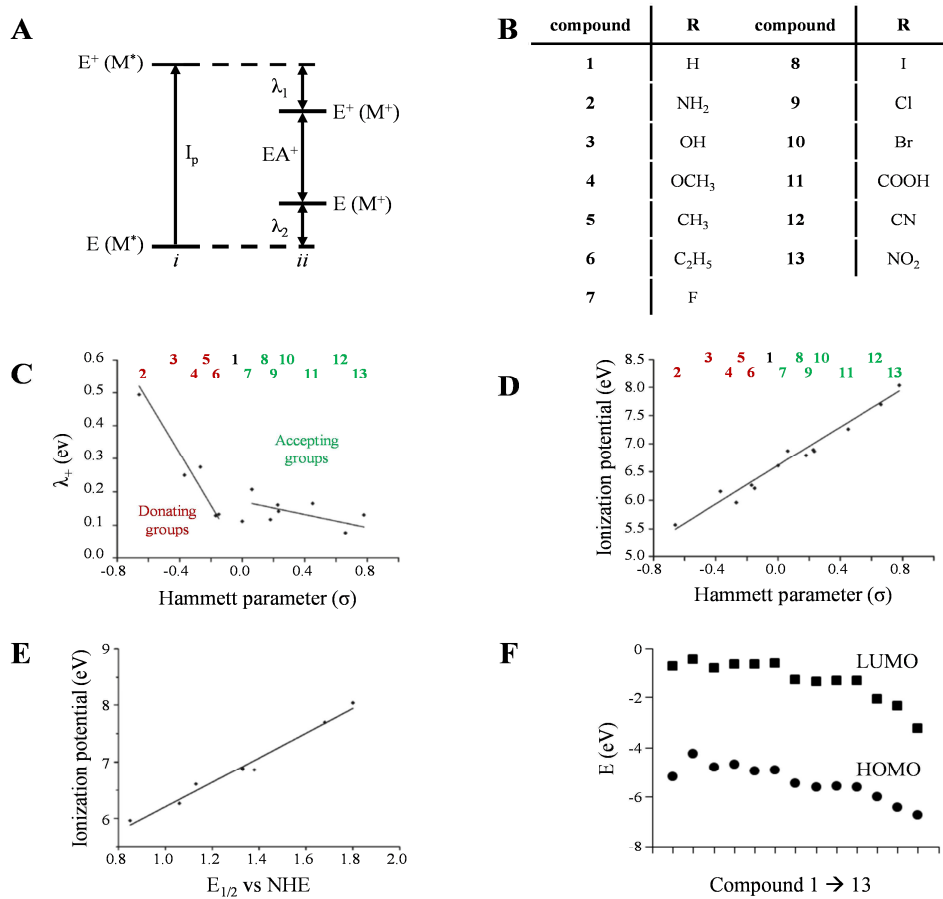 A
E⁺ (M*)
λ₁
E⁺ (M⁺)
Iₚ
EA⁺
E (M⁺)
λ₂
E (M*)
i ii
B
compound R compound R
1 H 8 I
2 NH₂ 9 Cl
3 OH 10 Br
4 OCH₃ 11 COOH
5 CH₃ 12 CN
6 C₂H₅ 13 NO₂
7 F
C
0.6
0.5
0.4
0.3
0.2
0.1
0.0
λ₊ (ev)
3 5 1 8 10 12
2 4 6 7 9 11 13
Accepting
groups
Donating
groups
-0.8 -0.4 0.0 0.4 0.8
Hammett parameter (σ)
D
8.5
8.0
7.5
7.0
6.5
6.0
5.5
5.0
Ionization potential (eV)
3 5 1 8 10 12
2 4 6 7 9 11 13
-0.8 -0.4 0.0 0.4 0.8
Hammett parameter (σ)
E
9
8
7
6
Ionization potential (eV)
0.8 1.0 1.2 1.4 1.6 1.8 2.0
E₁/₂ vs NHE
F
0
-2
-4
-6
-8
E (eV)
LUMO
HOMO
Compound 1 → 13